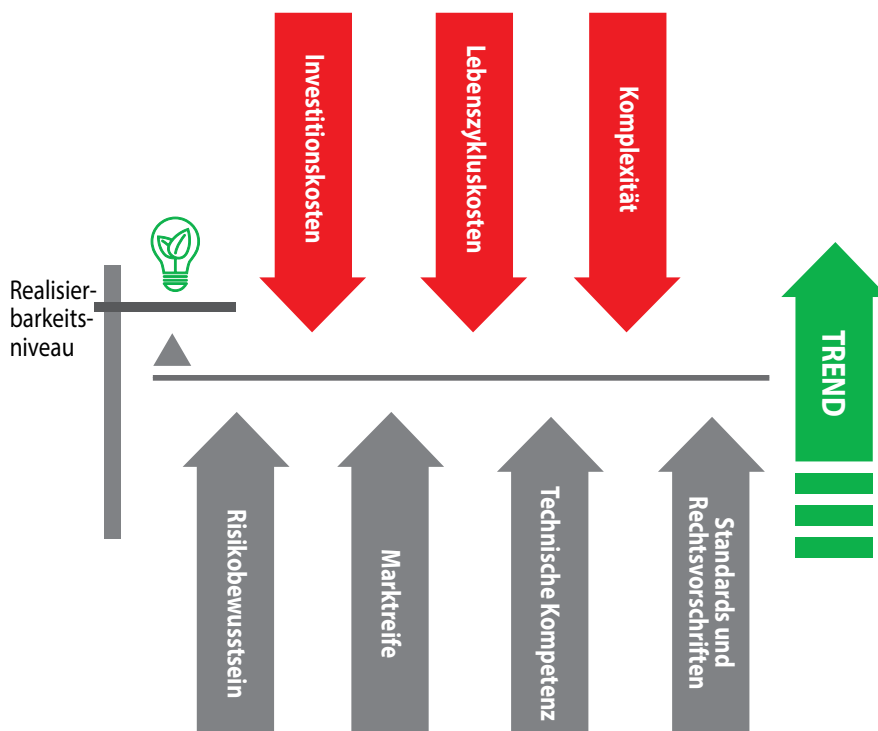 Investitionskosten
Lebenszykluskosten
Komplexität
Realisier-
barkeits-
niveau
TREND
Risikobewusstsein
Marktreife
Technische Kompetenz
Standards und
Rechtsvorschriften